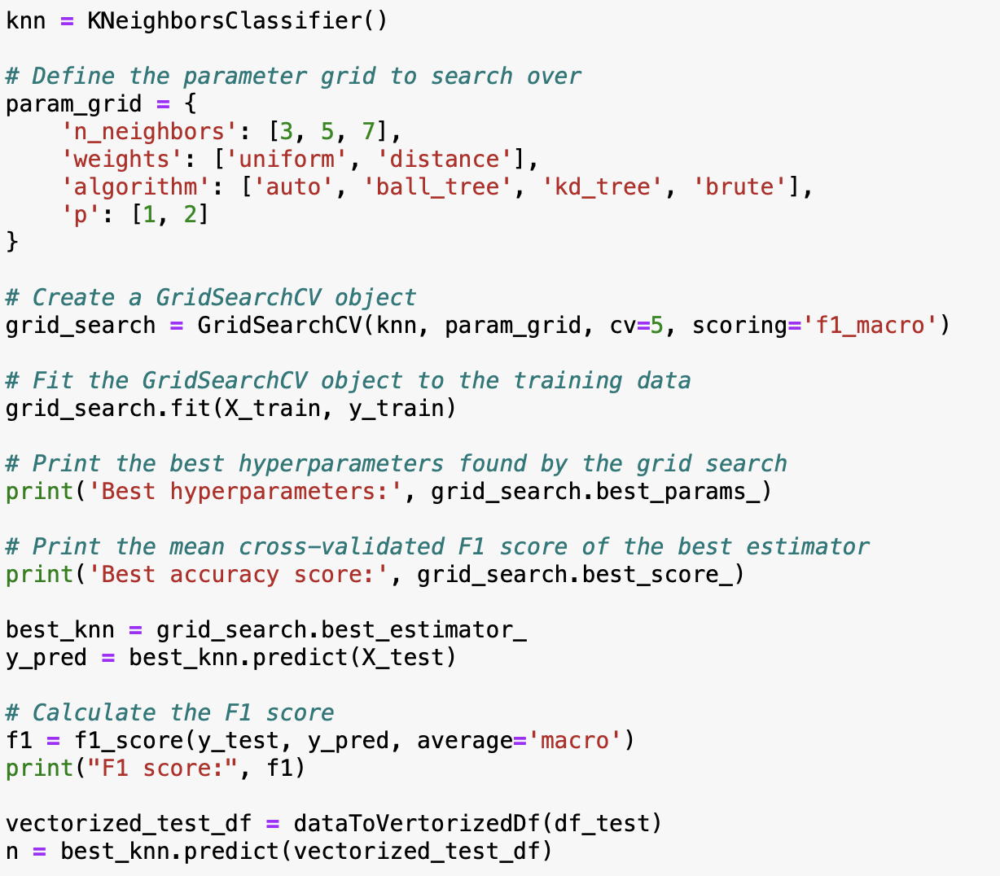 knn = KNeighborsClassifier()

# Define the parameter grid to search over
param_grid = {
    'n_neighbors': [3, 5, 7],
    'weights': ['uniform', 'distance'],
    'algorithm': ['auto', 'ball_tree', 'kd_tree', 'brute'],
    'p': [1, 2]
}

# Create a GridSearchCV object
grid_search = GridSearchCV(knn, param_grid, cv=5, scoring='f1_macro')

# Fit the GridSearchCV object to the training data
grid_search.fit(X_train, y_train)

# Print the best hyperparameters found by the grid search
print('Best hyperparameters:', grid_search.best_params_)

# Print the mean cross-validated F1 score of the best estimator
print('Best accuracy score:', grid_search.best_score_)

best_knn = grid_search.best_estimator_
y_pred = best_knn.predict(X_test)

# Calculate the F1 score
f1 = f1_score(y_test, y_pred, average='macro')
print("F1 score:", f1)

vectorized_test_df = dataToVertorizedDf(df_test)
n = best_knn.predict(vectorized_test_df)